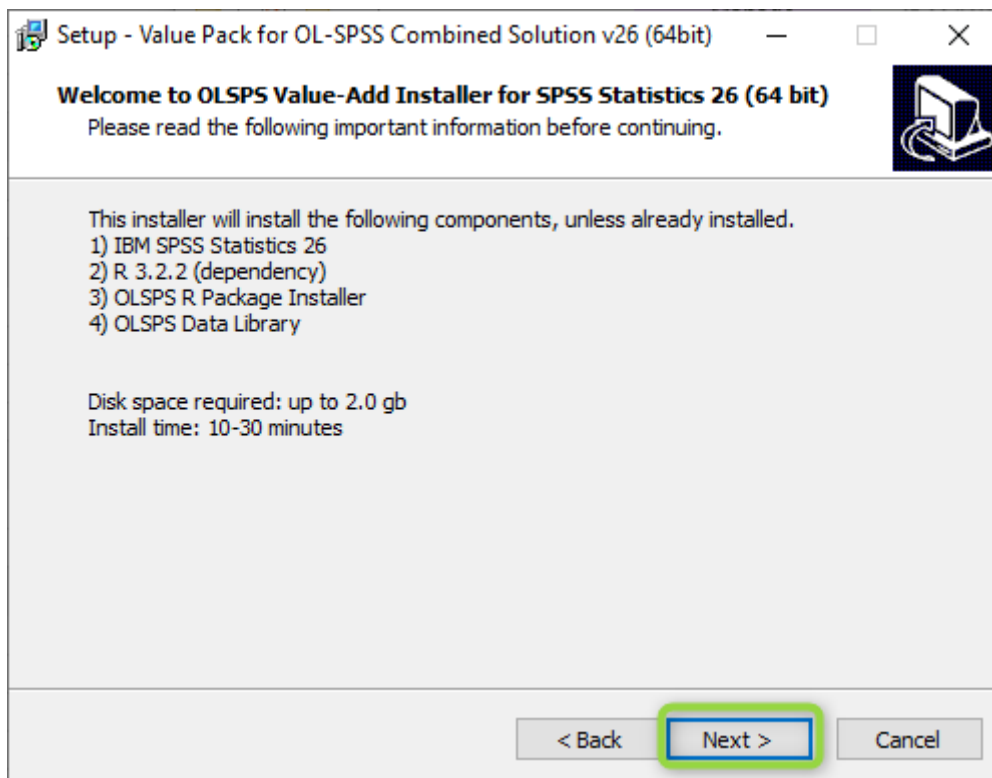 Setup - Value Pack for OL-SPSS Combined Solution v26 (64bit)
Welcome to OLSPS Value-Add Installer for SPSS Statistics 26 (64 bit)
Please read the following important information before continuing.
This installer will install the following components, unless already installed.
1) IBM SPSS Statistics 26
2) R 3.2.2 (dependency)
3) OLSPS R Package Installer
4) OLSPS Data Library
Disk space required: up to 2.0 gb
Install time: 10-30 minutes
< Back
Next >
Cancel